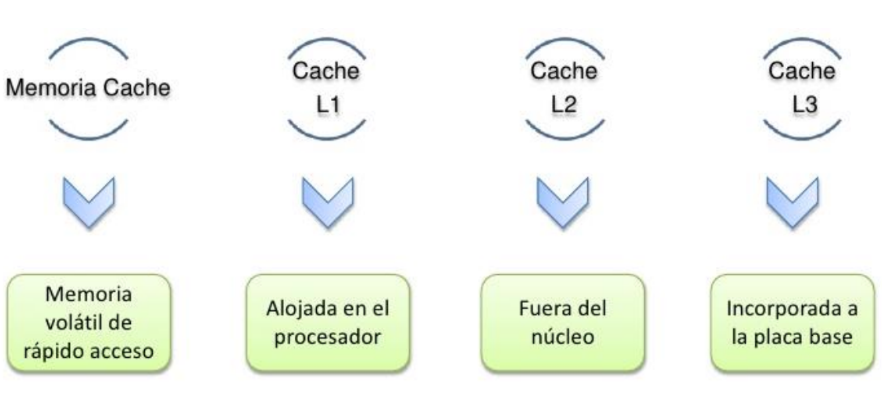 Memoria Cache
Cache
L1
Cache
L2
Cache
L3
Memoria
volátil de
rápido acceso
Alojada en el
procesador
Fuera del
núcleo
Incorporada a
la placa base